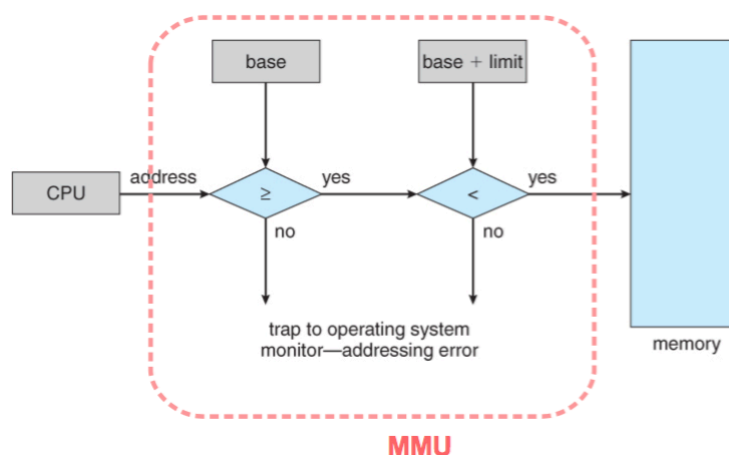 base
base + limit
CPU
address
≥
yes
<
yes
no
no
trap to operating system
monitor—addressing error
memory
MMU